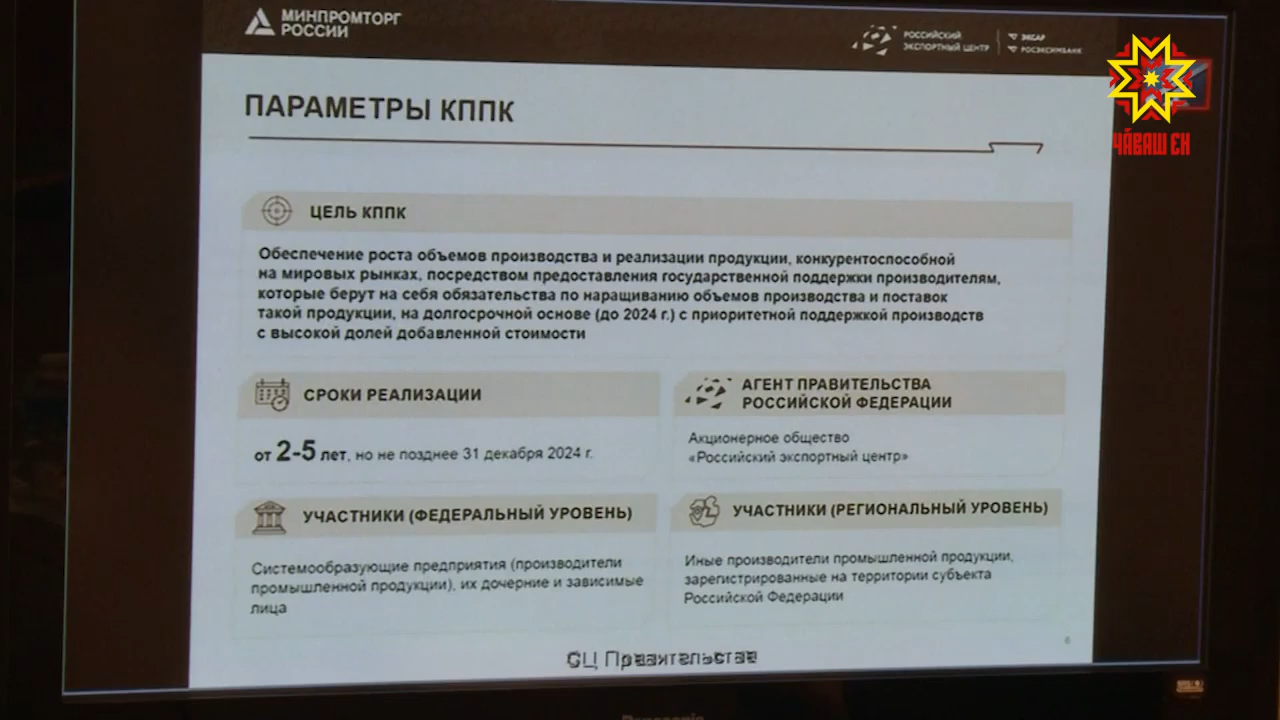 МИНПРОМТОРГ
РОССИИ
РОССИЙСКИЙ
ЭКСПОРТНЫЙ ЦЕНТР
ЭКСАР
РОСЭКСИМБАНК
ЧӐВАШ ЕН
ПАРАМЕТРЫ КППК
ЦЕЛЬ КППК
Обеспечение роста объемов производства и реализации продукции, конкурентоспособной
на мировых рынках, посредством предоставления государственной поддержки производителям,
которые берут на себя обязательства по наращиванию объемов производства и поставок
такой продукции, на долгосрочной основе (до 2024 г.) с приоритетной поддержкой производств
с высокой долей добавленной стоимости
СРОКИ РЕАЛИЗАЦИИ
от 2-5 лет, но не позднее 31 декабря 2024 г.
АГЕНТ ПРАВИТЕЛЬСТВА
РОССИЙСКОЙ ФЕДЕРАЦИИ
Акционерное общество
«Российский экспортный центр»
УЧАСТНИКИ (ФЕДЕРАЛЬНЫЙ УРОВЕНЬ)
Системообразующие предприятия (производители
промышленной продукции), их дочерние и зависимые
лица
УЧАСТНИКИ (РЕГИОНАЛЬНЫЙ УРОВЕНЬ)
Иные производители промышленной продукции,
зарегистрированные на территории субъекта
Российской Федерации
6
СЦ Правительства
Panasonic